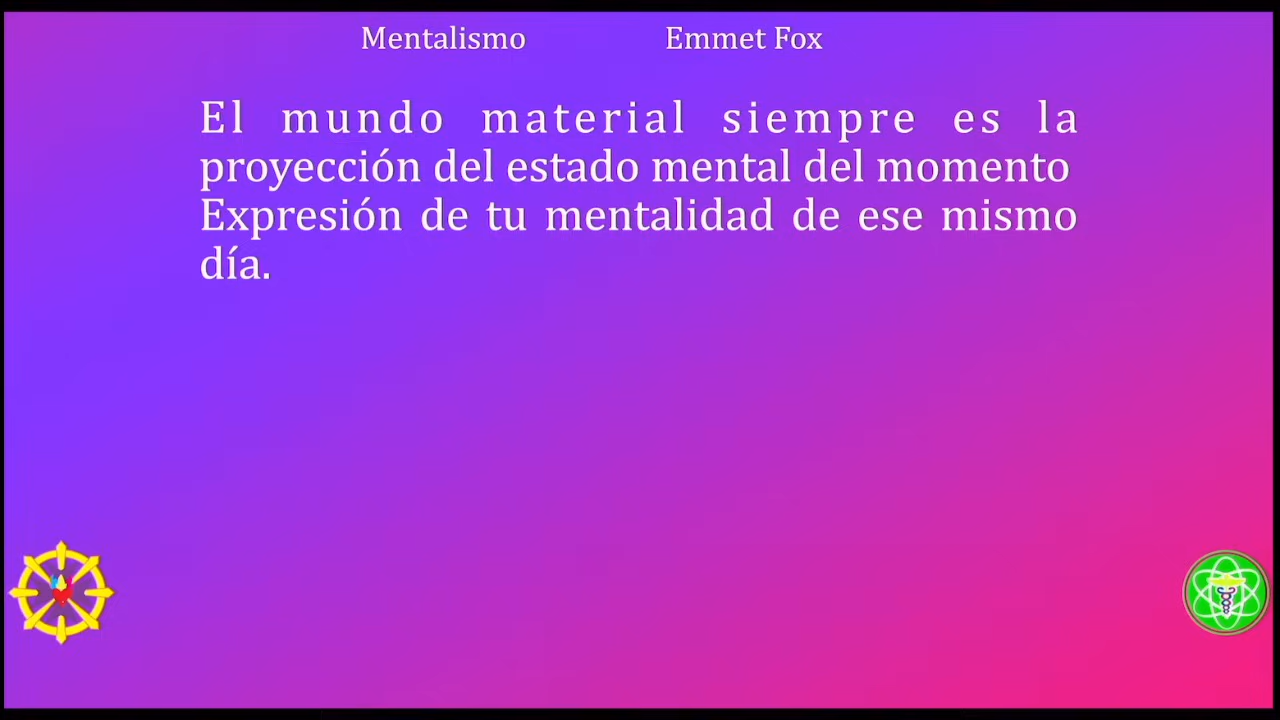 Mentalismo Emmet Fox
El mundo material siempre es la
proyección del estado mental del momento
Expresión de tu mentalidad de ese mismo
día.